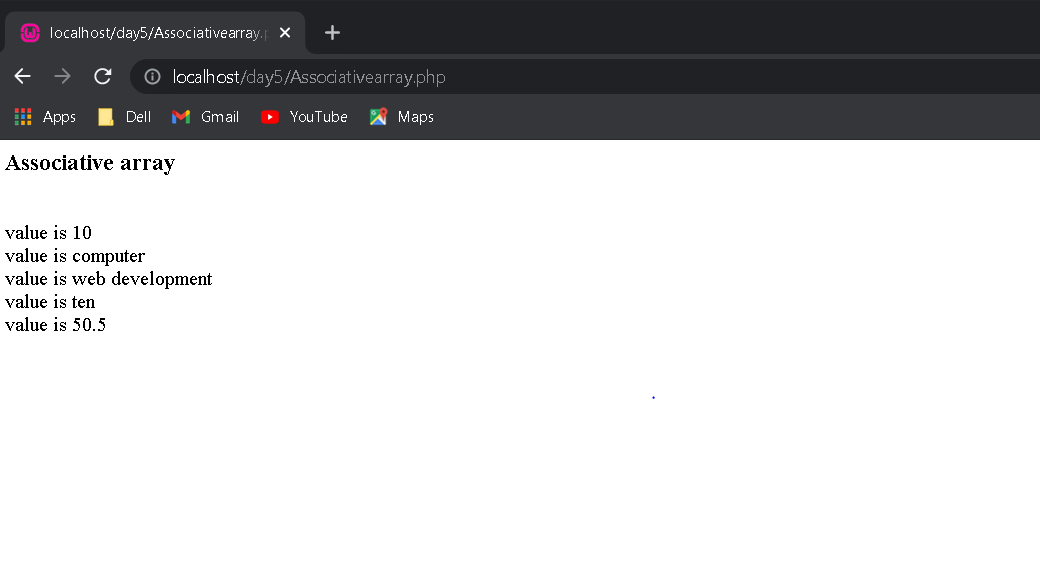 localhost/day5/Associativearray.p
localhost/day5/Associativearray.php
Apps Dell Gmail YouTube Maps
Associative array
value is 10
value is computer
value is web development
value is ten
value is 50.5